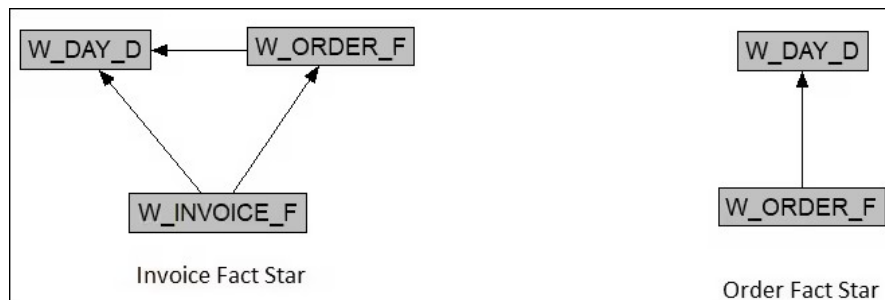 W_DAY_D
W_ORDER_F
W_INVOICE_F
Invoice Fact Star
W_DAY_D
W_ORDER_F
Order Fact Star